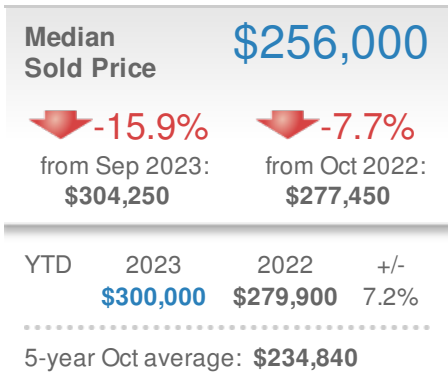 Median
Sold Price
$256,000
-15.9%
from Sep 2023:
$304,250
-7.7%
from Oct 2022:
$277,450
YTD 2023 2022 +/-
$300,000 $279,900 7.2%
5-year Oct average: $234,840